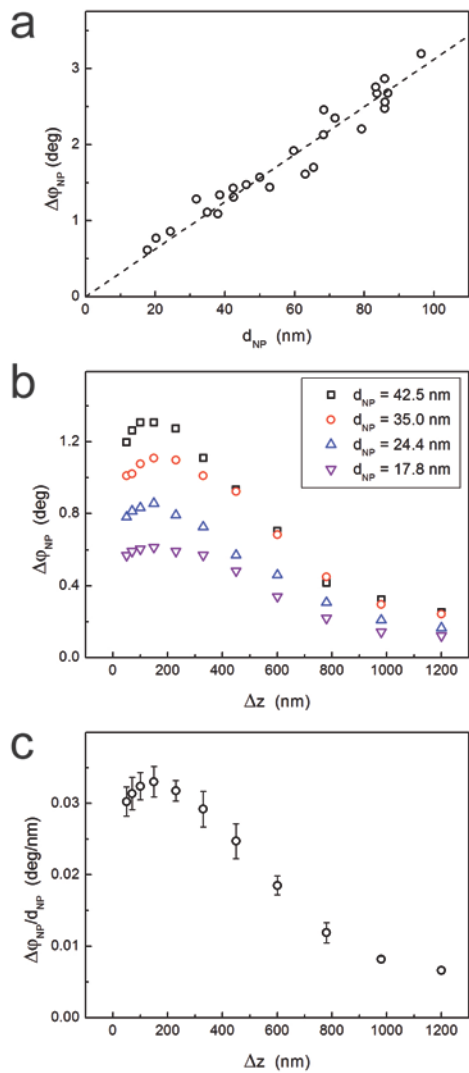 a
3
2
1
0
0 20 40 60 80 100
Δφ_NP (deg)
d_NP (nm)
b
d_NP = 42.5 nm
d_NP = 35.0 nm
d_NP = 24.4 nm
d_NP = 17.8 nm
1.2
0.8
0.4
0.0
0 200 400 600 800 1000 1200
Δφ_NP (deg)
Δz (nm)
c
0.03
0.02
0.01
0.00
0 200 400 600 800 1000 1200
Δφ_NP/d_NP (deg/nm)
Δz (nm)